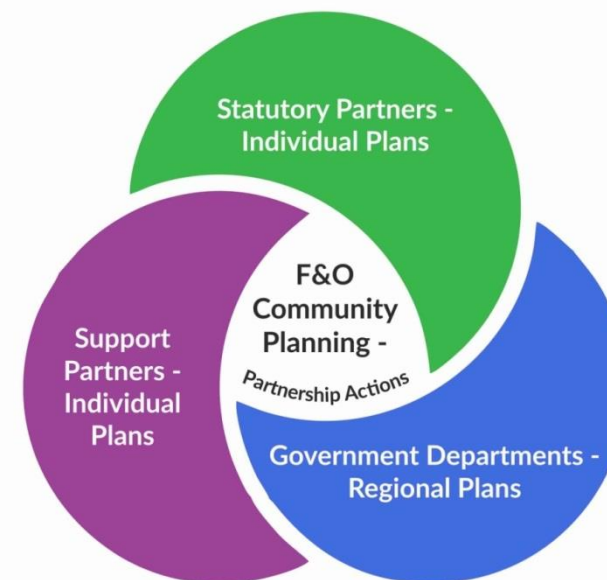 Statutory Partners -
Individual Plans
F&O
Community
Planning -
Partnership Actions
Support
Partners -
Individual
Plans
Government Departments -
Regional Plans